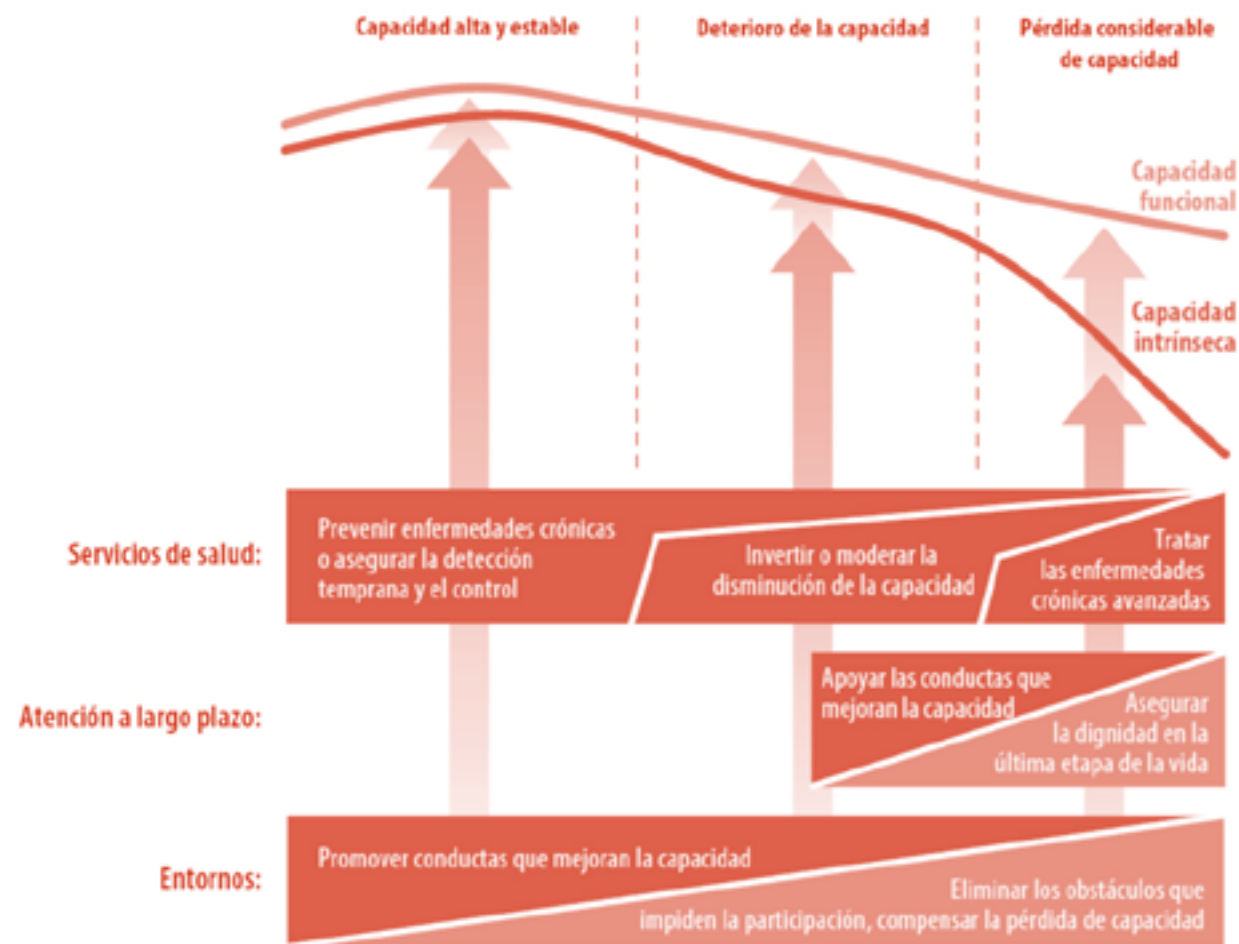 Capacidad alta y estable
Deterioro de la capacidad
Pérdida considerable
de capacidad
Capacidad
funcional
Capacidad
intrínseca
Servicios de salud:
Prevenir enfermedades crónicas
o asegurar la detección
temprana y el control
Invertir o moderar la
disminución de la capacidad
Tratar
las enfermedades
crónicas avanzadas
Atención a largo plazo:
Apoyar las conductas que
mejoran la capacidad
Asegurar
la dignidad en la
última etapa de la vida
Entornos:
Promover conductas que mejoran la capacidad
Eliminar los obstáculos que
impiden la participación, compensar la pérdida de capacidad